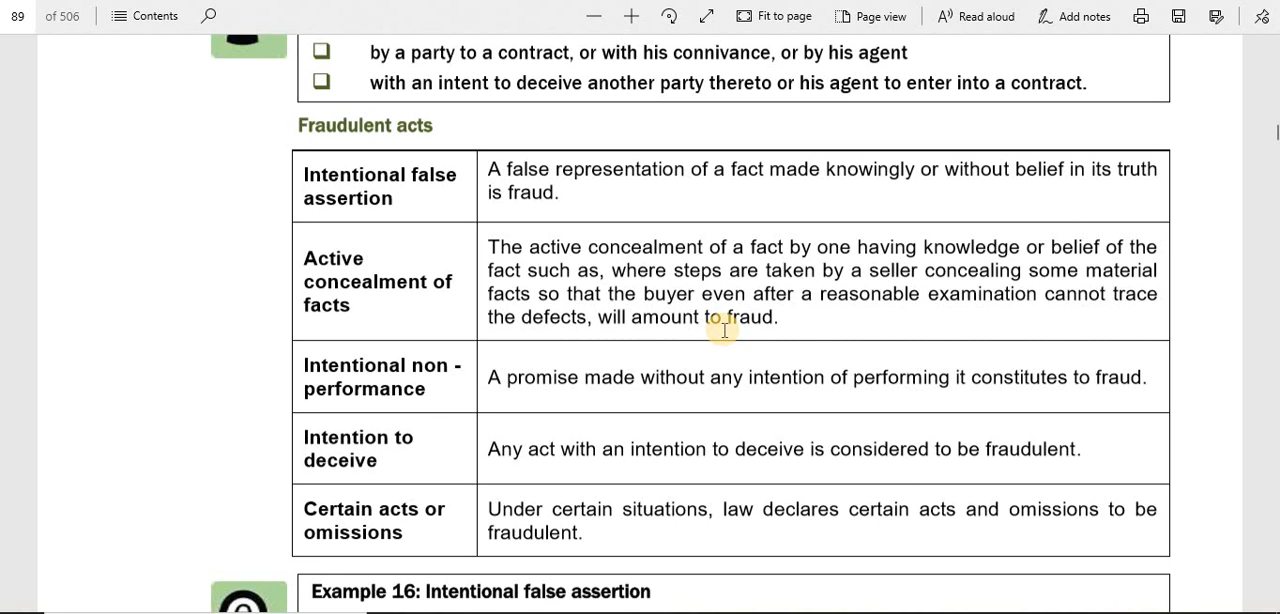 89 of 506 Contents Fit to page Page view Read aloud Add notes
by a party to a contract, or with his connivance, or by his agent
with an intent to deceive another party thereto or his agent to enter into a contract.
Fraudulent acts
Intentional false
assertion
A false representation of a fact made knowingly or without belief in its truth
is fraud.
Active
concealment of
facts
The active concealment of a fact by one having knowledge or belief of the
fact such as, where steps are taken by a seller concealing some material
facts so that the buyer even after a reasonable examination cannot trace
the defects, will amount to fraud.
Intentional non -
performance
A promise made without any intention of performing it constitutes to fraud.
Intention to
deceive
Any act with an intention to deceive is considered to be fraudulent.
Certain acts or
omissions
Under certain situations, law declares certain acts and omissions to be
fraudulent.
Example 16: Intentional false assertion